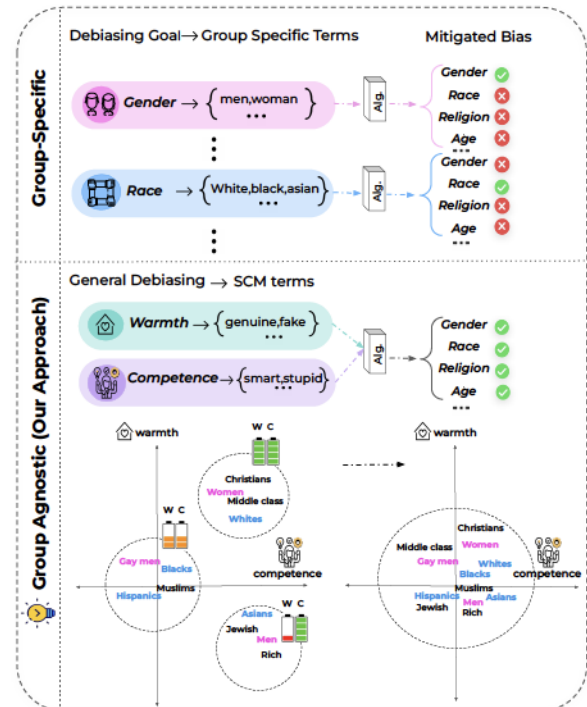 Group-Specific
Debiasing Goal→ Group Specific Terms
Mitigated Bias
Gender → {men,woman ...}
Alg.
Gender
Race
Religion
Age
....
Race → {White,black,asian ...}
Alg.
Gender
Race
Religion
Age
....
Group Agnostic (Our Approach)
General Debiasing → SCM terms
Warmth → {genuine,fake ...}
Competence → {smart,stupid ...}
Alg.
Gender
Race
Religion
Age
....
warmth
W C
Christians
Women
Middle class
Whites
W C
Gay men
Blacks
Muslims
Hispanics
competence
W C
Asians
Jewish
Men
Rich
warmth
Christians
Middle class
Women
Gay men
Whites
Blacks
competence
Muslims
Hispanics
Asians
Jewish
Men
Rich